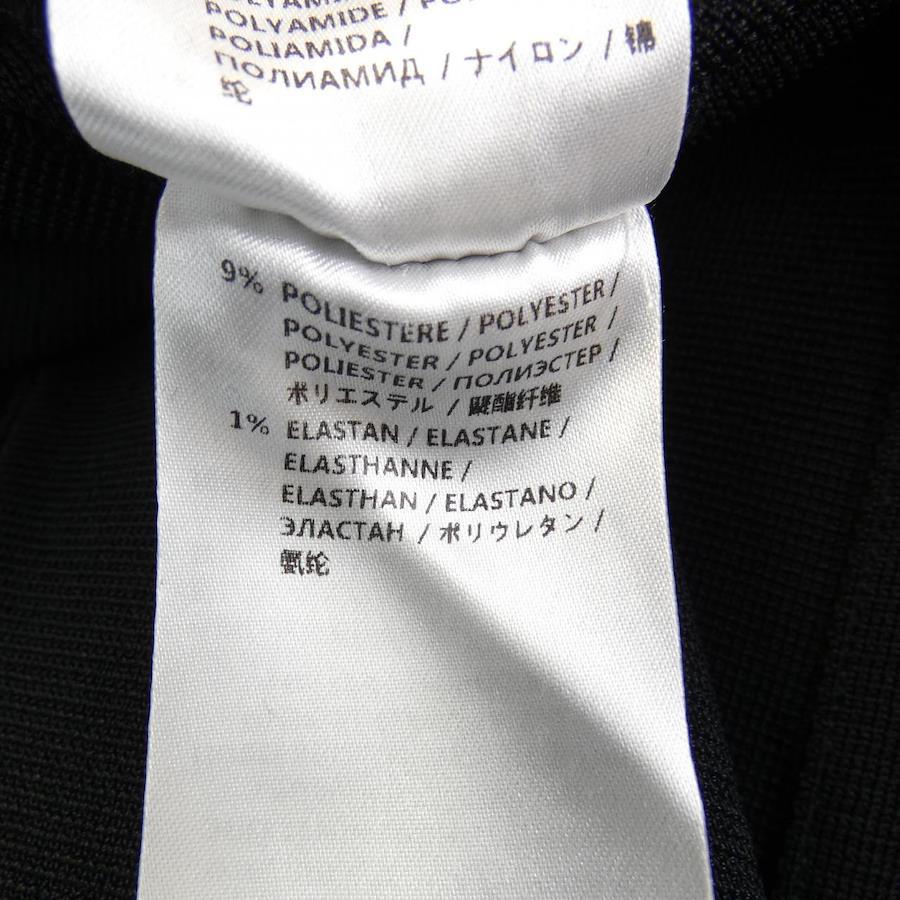 POLYAMIDE /
POLIAMIDA /
ПОЛИАМИД / ナイロン / 锦
纶
9% POLIESTERE / POLYESTER /
POLYESTER / POLYESTER /
POLIESTER / ПОЛИЭСТЕР /
ポリエステル / 聚酯纤维
1% ELASTAN / ELASTANE /
ELASTHANNE /
ELASTHAN / ELASTANO /
ЭЛАСТАН / ポリウレタン /
氨纶